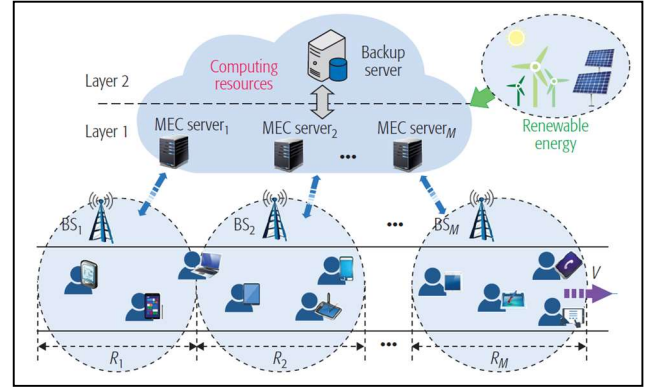 Backup
server
Computing
resources
Layer 2
Layer 1
MEC server₁
MEC server₂
MEC serverM
•••
Renewable
energy
BS₁
BS₂
•••
BSM
V
R₁
R₂
•••
RM